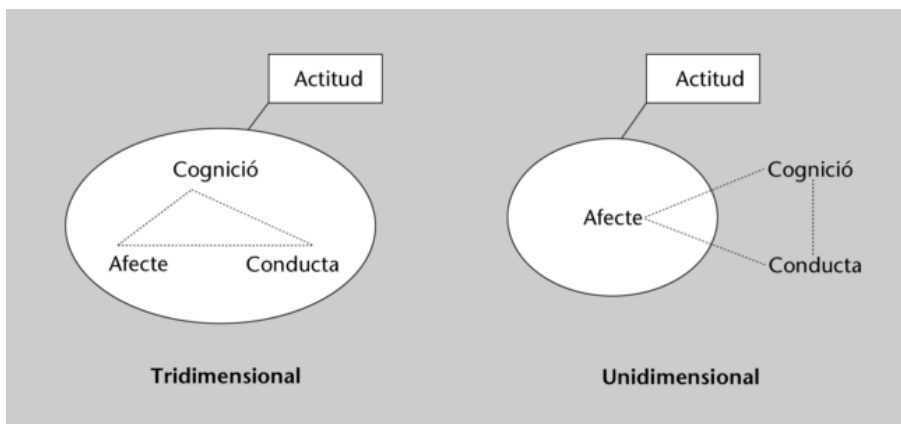 Actitud
Cognició
Afecte
Conducta
Tridimensional
Actitud
Cognició
Afecte
Conducta
Unidimensional